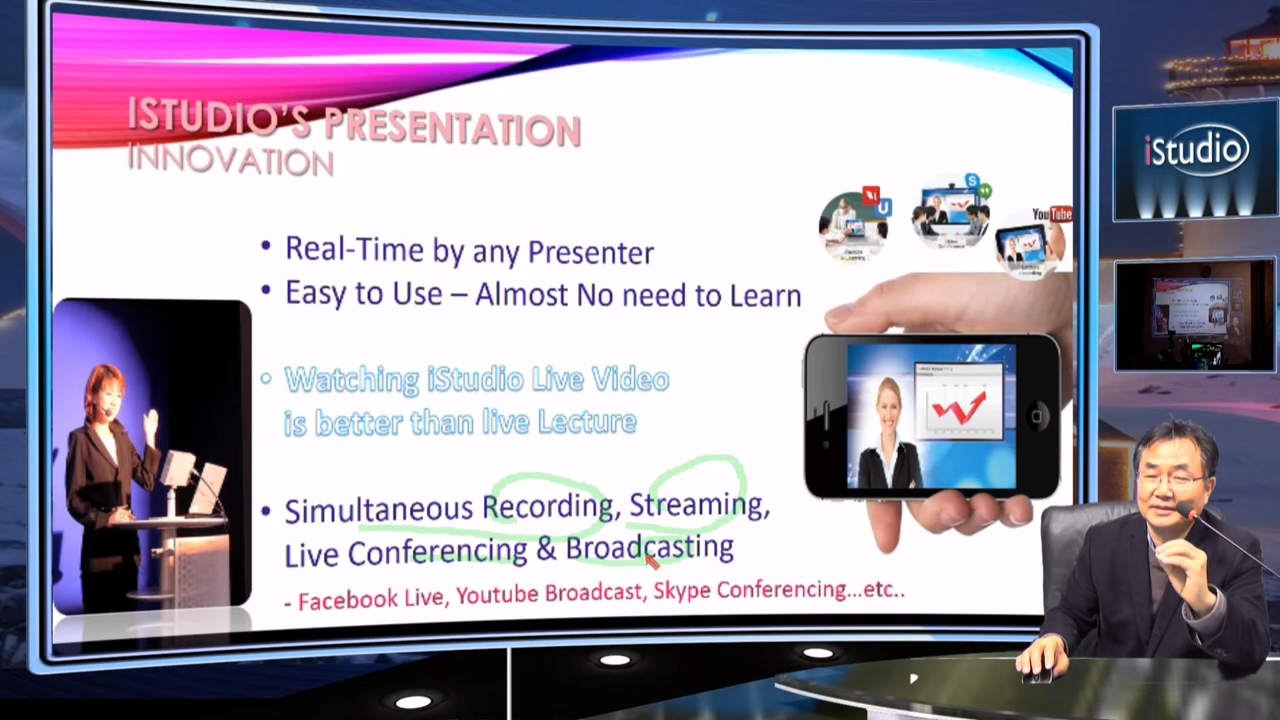 ISTUDIO'S PRESENTATION
INNOVATION
• Real-Time by any Presenter
• Easy to Use – Almost No need to Learn
• Watching iStudio Live Video
is better than live Lecture
• Simultaneous Recording, Streaming,
Live Conferencing & Broadcasting
- Facebook Live, Youtube Broadcast, Skype Conferencing...etc..
U
S
YouTube
iStudio